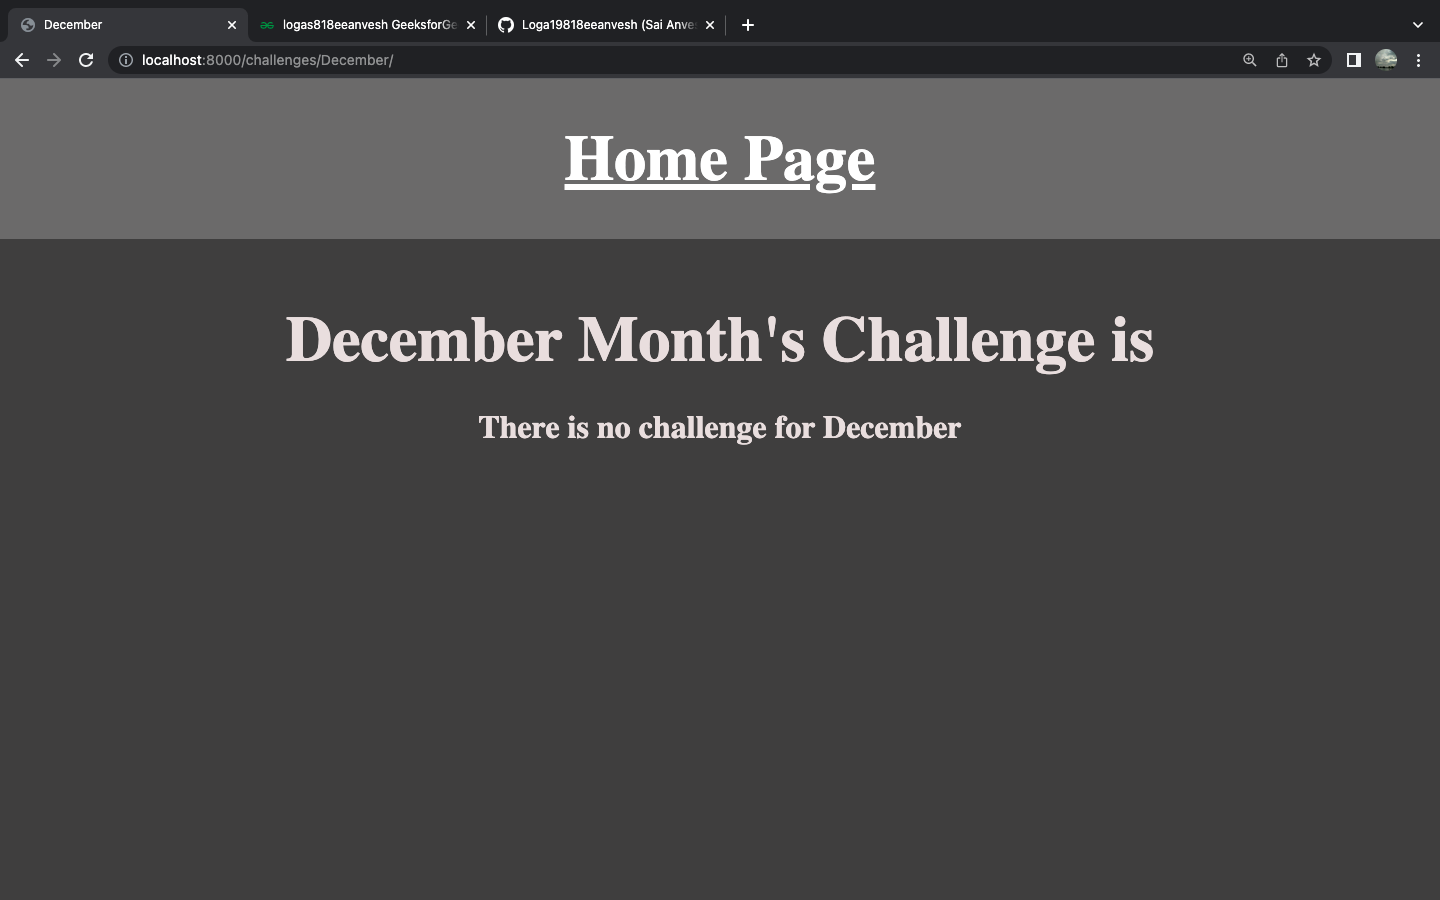 December
logas818eeanvesh GeeksforGe
Loga19818eeanvesh (Sai Anve
localhost:8000/challenges/December/
Home Page
December Month's Challenge is
There is no challenge for December